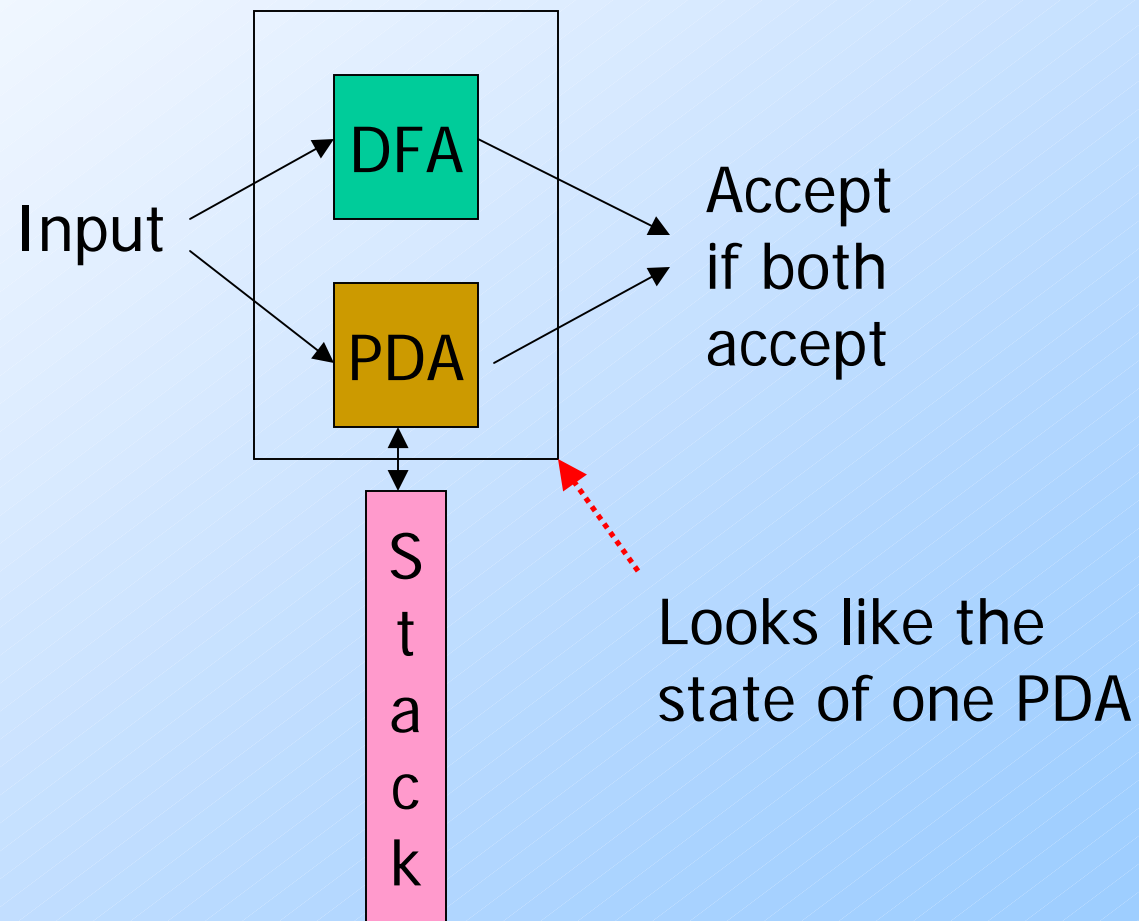 DFA
Input
PDA
Accept
if both
accept
S
t
a
c
k
Looks like the
state of one PDA